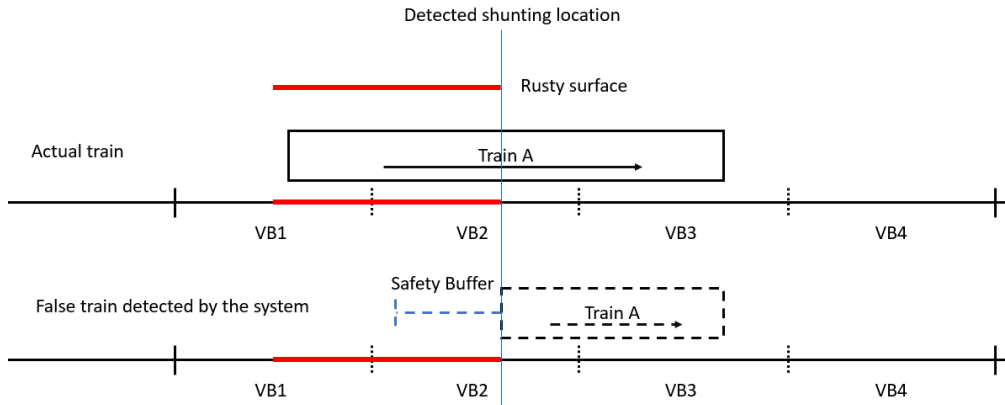 Detected shunting location
Rusty surface
Actual train
Train A
VB1 VB2 VB3 VB4
Safety Buffer
False train detected by the system
Train A
VB1 VB2 VB3 VB4